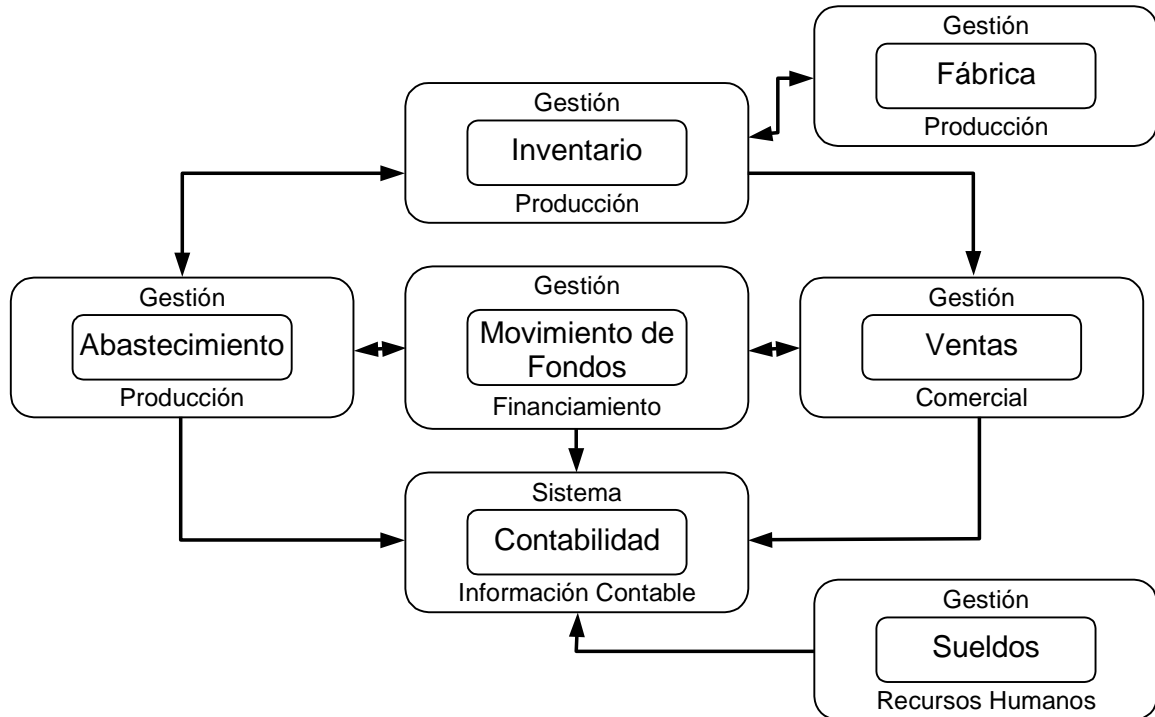 Gestión
Fábrica
Producción
Gestión
Inventario
Producción
Gestión
Abastecimiento
Producción
Gestión
Movimiento de
Fondos
Financiamiento
Gestión
Ventas
Comercial
Sistema
Contabilidad
Información Contable
Gestión
Sueldos
Recursos Humanos